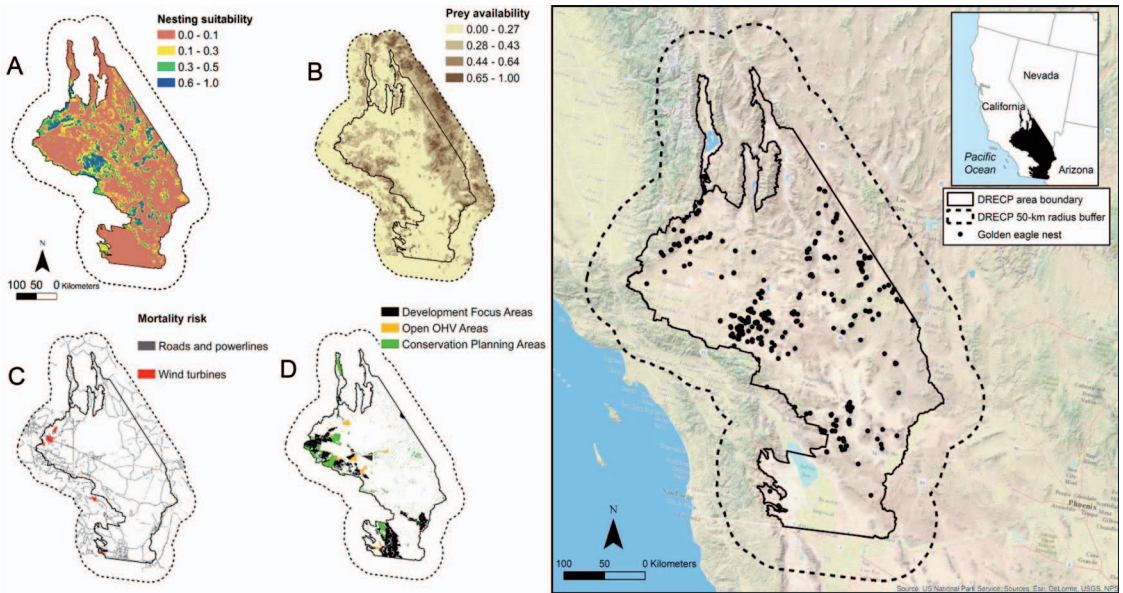 A
Nesting suitability
0.0 - 0.1
0.1 - 0.3
0.3 - 0.5
0.6 - 1.0
N
100 50 0 Kilometers
B
Prey availability
0.00 - 0.27
0.28 - 0.43
0.44 - 0.64
0.65 - 1.00
C
Mortality risk
Roads and powerlines
Wind turbines
D
Development Focus Areas
Open OHV Areas
Conservation Planning Areas
Nevada
California
Pacific
Ocean
Arizona
DRECP area boundary
DRECP 50-km radius buffer
Golden eagle nest
Phoenix
N
100 50 0 Kilometers
Source: US National Park Service; Sources: Esri, DeLorme, USGS, NPS